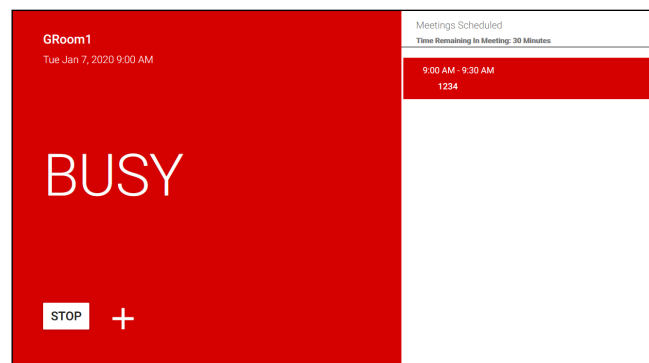 GRoom1
Tue Jan 7, 2020 9:00 AM
BUSY
STOP
+
Meetings Scheduled
Time Remaining In Meeting: 30 Minutes
9:00 AM - 9:30 AM
1234